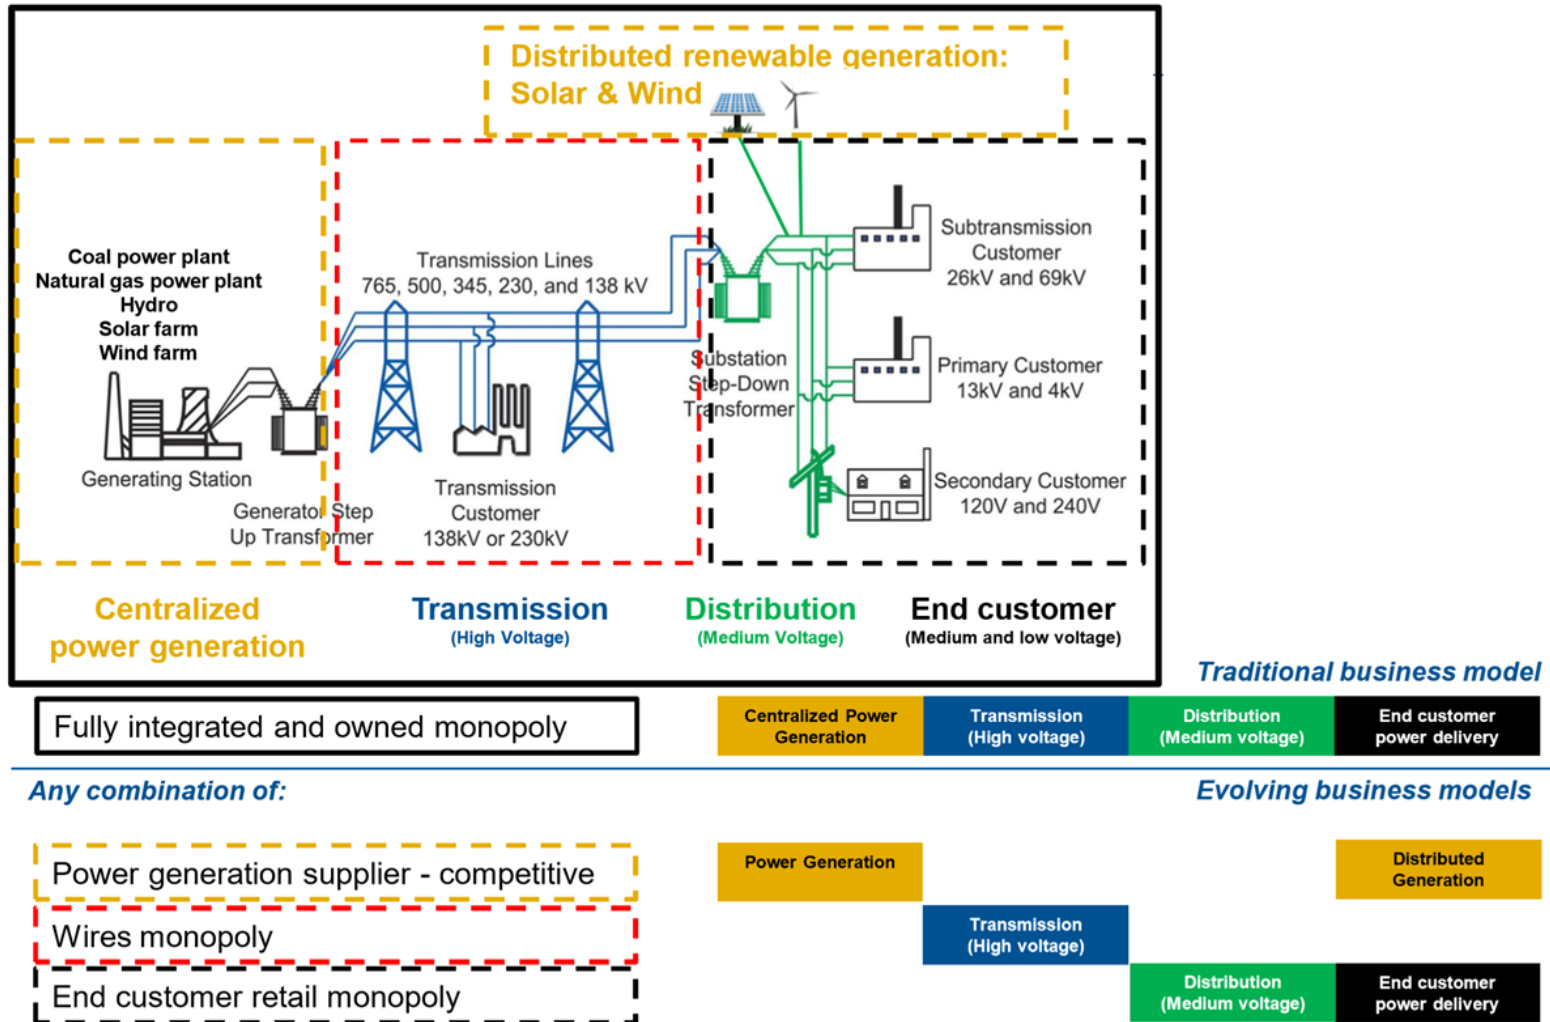 Distributed renewable generation:
Solar & Wind
Coal power plant
Natural gas power plant
Hydro
Solar farm
Wind farm
Generating Station
Generator Step
Up Transformer
Transmission Lines
765, 500, 345, 230, and 138 kV
Transmission
Customer
138kV or 230kV
Substation
Step-Down
Transformer
Subtransmission
Customer
26kV and 69kV
Primary Customer
13kV and 4kV
Secondary Customer
120V and 240V
Centralized
power generation
Transmission
(High Voltage)
Distribution
(Medium Voltage)
End customer
(Medium and low voltage)
Traditional business model
Fully integrated and owned monopoly
Centralized Power
Generation
Transmission
(High voltage)
Distribution
(Medium voltage)
End customer
power delivery
Any combination of:
Evolving business models
Power generation supplier - competitive
Power Generation
Distributed
Generation
Wires monopoly
Transmission
(High voltage)
End customer retail monopoly
Distribution
(Medium voltage)
End customer
power delivery